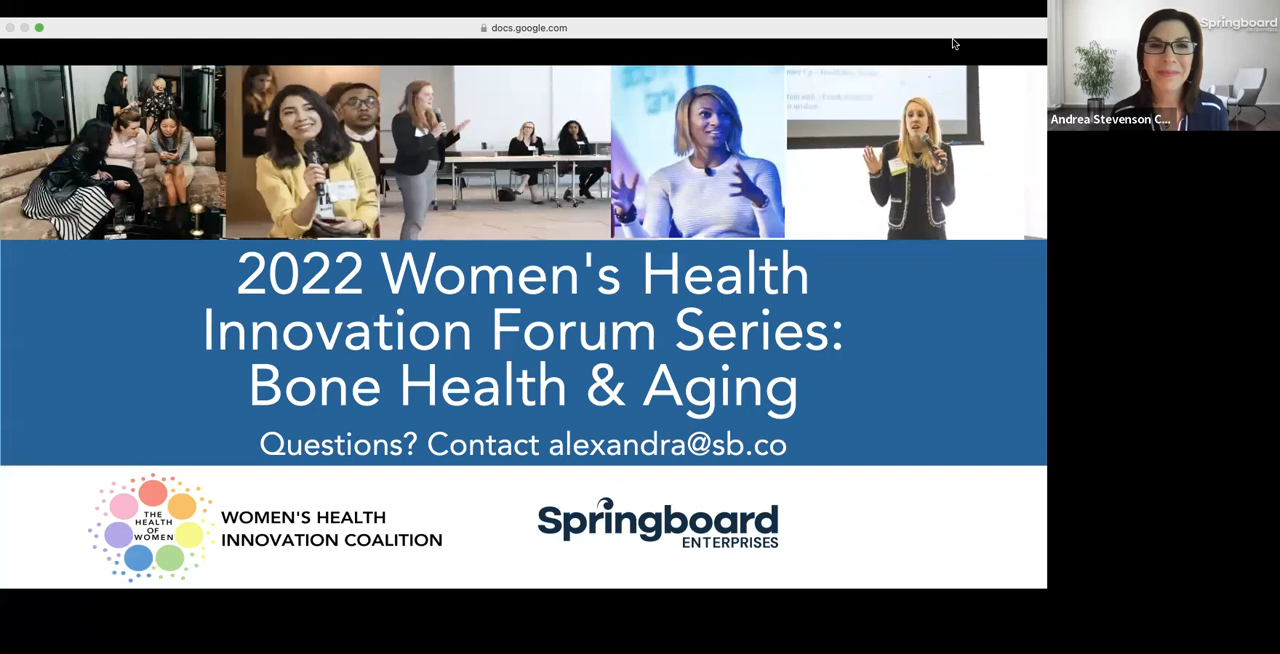 docs.google.com
Springboard
Andrea Stevenson C...
2022 Women's Health
Innovation Forum Series:
Bone Health & Aging
Questions? Contact alexandra@sb.co
THE
HEALTH
OF
WOMEN
WOMEN'S HEALTH
INNOVATION COALITION
Springboard
ENTERPRISES